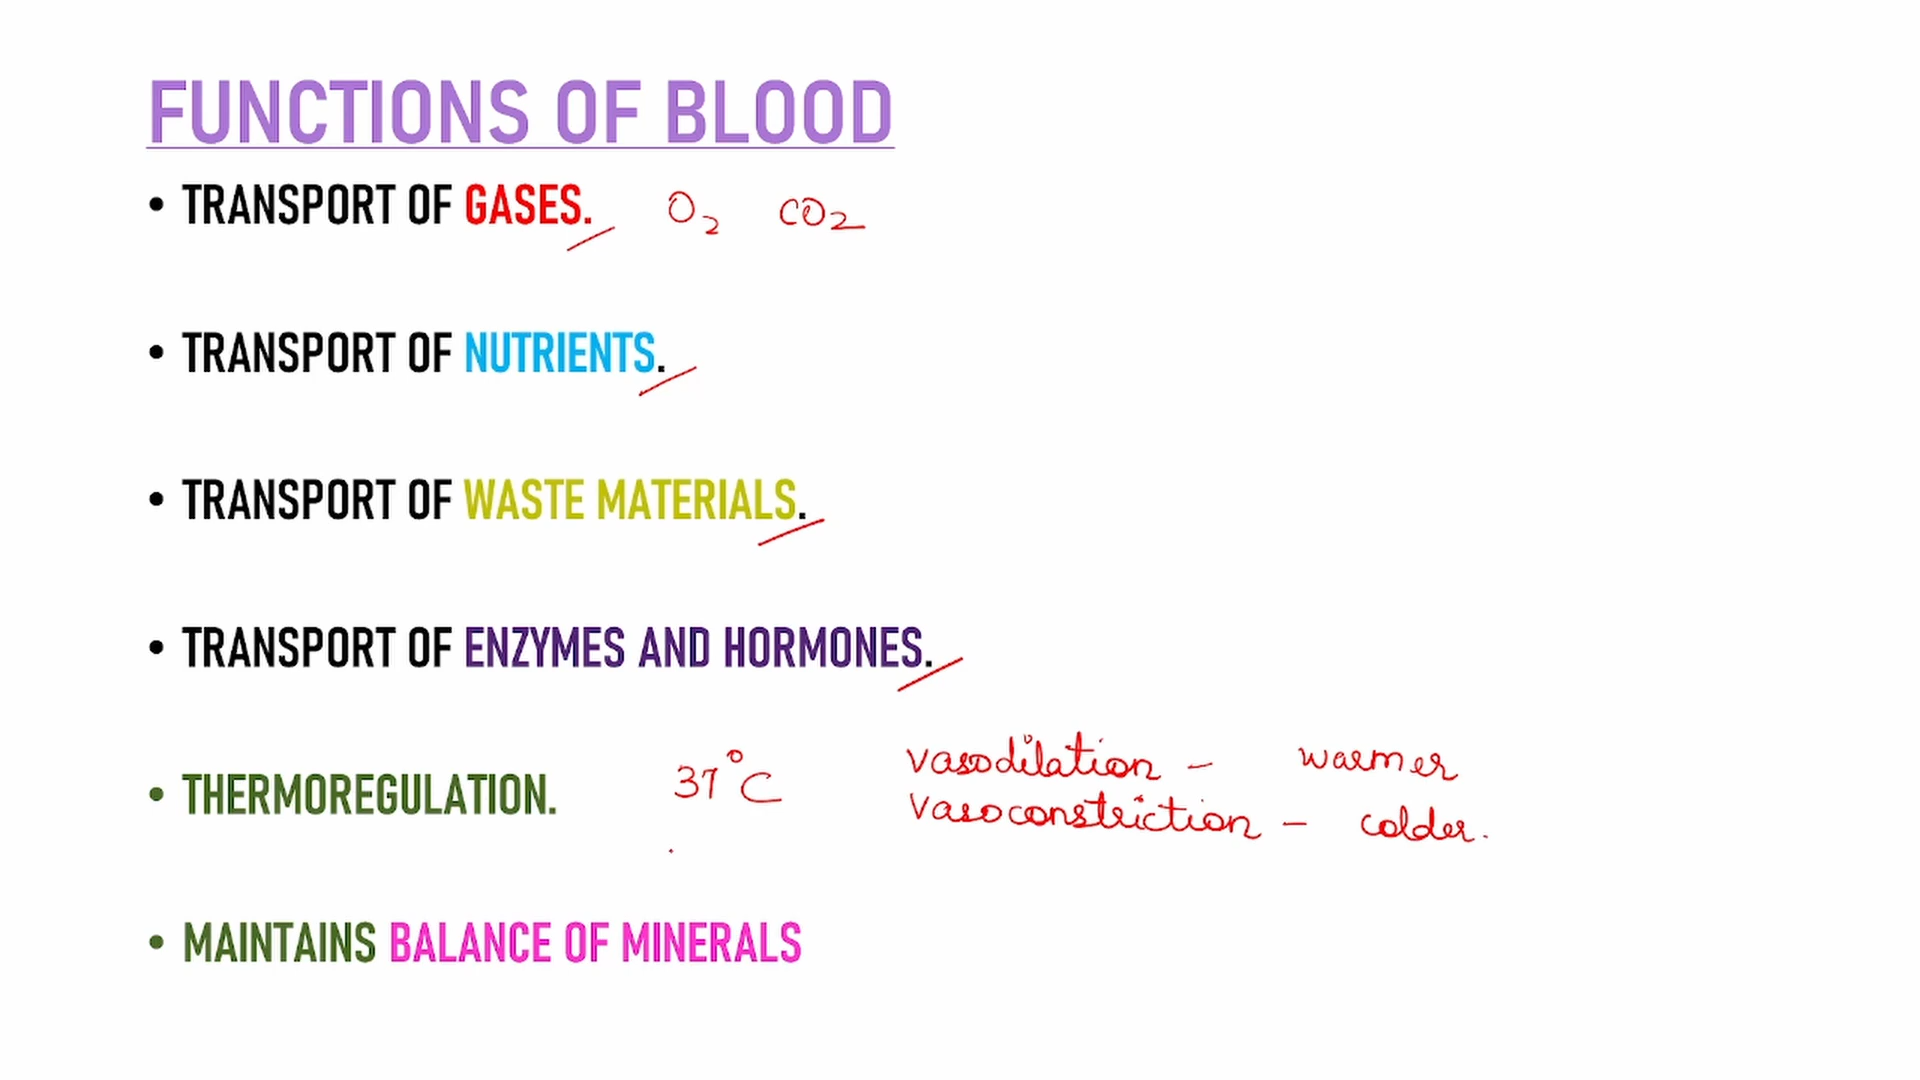 FUNCTIONS OF BLOOD
• TRANSPORT OF GASES. O₂ CO₂
• TRANSPORT OF NUTRIENTS.
• TRANSPORT OF WASTE MATERIALS.
• TRANSPORT OF ENZYMES AND HORMONES.
• THERMOREGULATION. 37°C vasodilation – warmer
vasoconstriction – colder.
• MAINTAINS BALANCE OF MINERALS